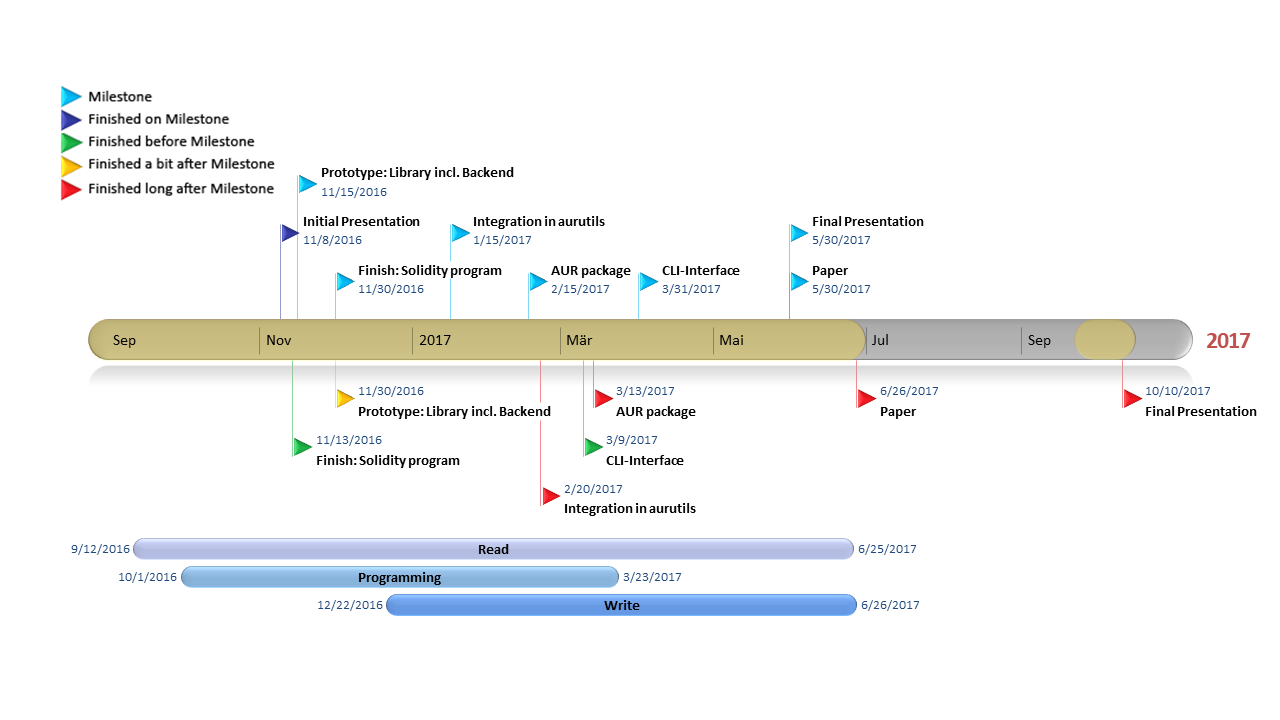 Milestone
Finished on Milestone
Finished before Milestone
Finished a bit after Milestone
Finished long after Milestone
Prototype: Library incl. Backend
11/15/2016
Initial Presentation
11/8/2016
Integration in aurutils
1/15/2017
Final Presentation
5/30/2017
Finish: Solidity program
11/30/2016
AUR package
2/15/2017
CLI-Interface
3/31/2017
Paper
5/30/2017
Sep
Nov
2017
Mär
Mai
Jul
Sep
2017
11/30/2016
Prototype: Library incl. Backend
3/13/2017
AUR package
6/26/2017
Paper
10/10/2017
Final Presentation
11/13/2016
Finish: Solidity program
3/9/2017
CLI-Interface
2/20/2017
Integration in aurutils
9/12/2016
Read
6/25/2017
10/1/2016
Programming
3/23/2017
12/22/2016
Write
6/26/2017